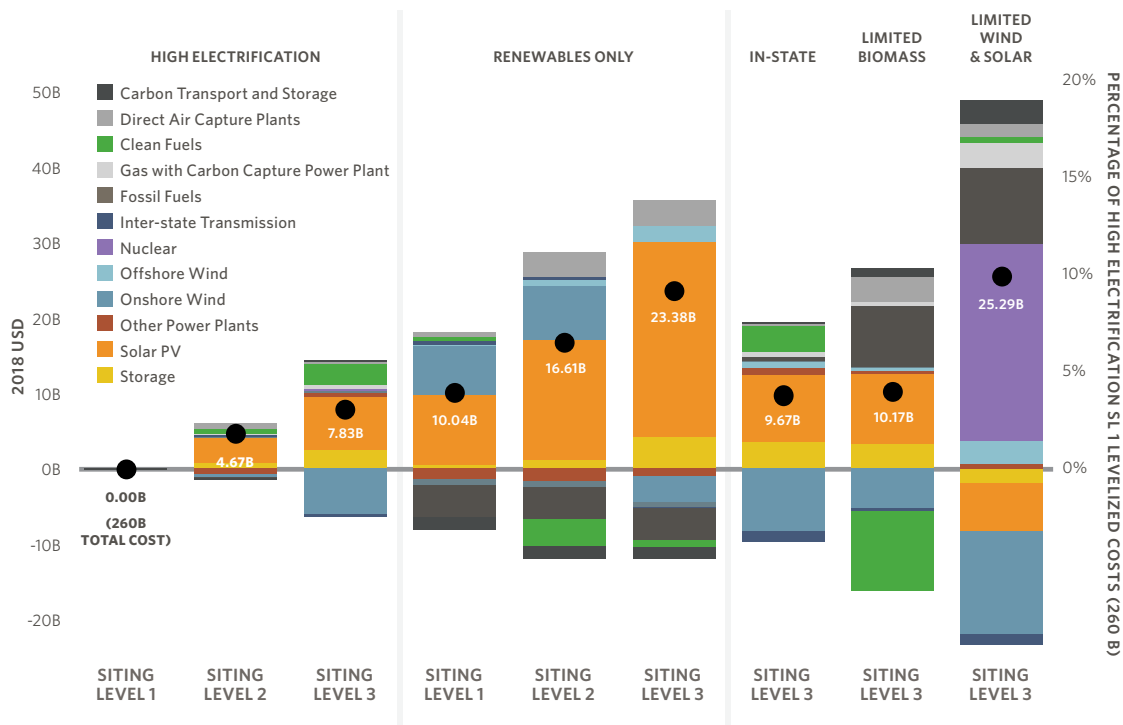 HIGH ELECTRIFICATION
RENEWABLES ONLY
IN-STATE
LIMITED
BIOMASS
LIMITED
WIND
& SOLAR
50B
40B
30B
20B
10B
0B
-10B
-20B
2018 USD
Carbon Transport and Storage
Direct Air Capture Plants
Clean Fuels
Gas with Carbon Capture Power Plant
Fossil Fuels
Inter-state Transmission
Nuclear
Offshore Wind
Onshore Wind
Other Power Plants
Solar PV
Storage
0.00B
(260B
TOTAL COST)
4.67B
7.83B
10.04B
16.61B
23.38B
9.67B
10.17B
25.29B
20%
15%
10%
5%
0%
PERCENTAGE OF HIGH ELECTRIFICATION SL 1 LEVELIZED COSTS (260 B)
SITING
LEVEL 1
SITING
LEVEL 2
SITING
LEVEL 3
SITING
LEVEL 1
SITING
LEVEL 2
SITING
LEVEL 3
SITING
LEVEL 3
SITING
LEVEL 3
SITING
LEVEL 3